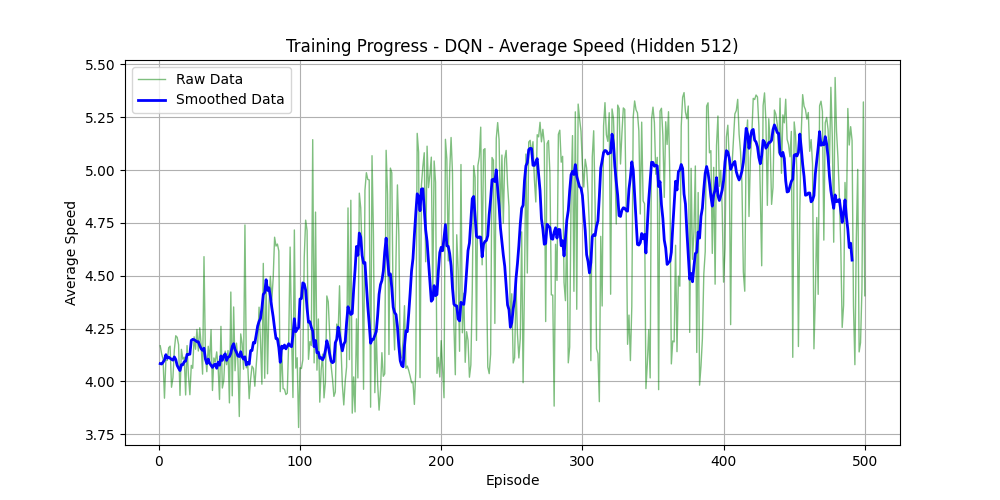 Training Progress - DQN - Average Speed (Hidden 512)
Raw Data
Smoothed Data
Average Speed
5.50
5.25
5.00
4.75
4.50
4.25
4.00
3.75
0 100 200 300 400 500
Episode